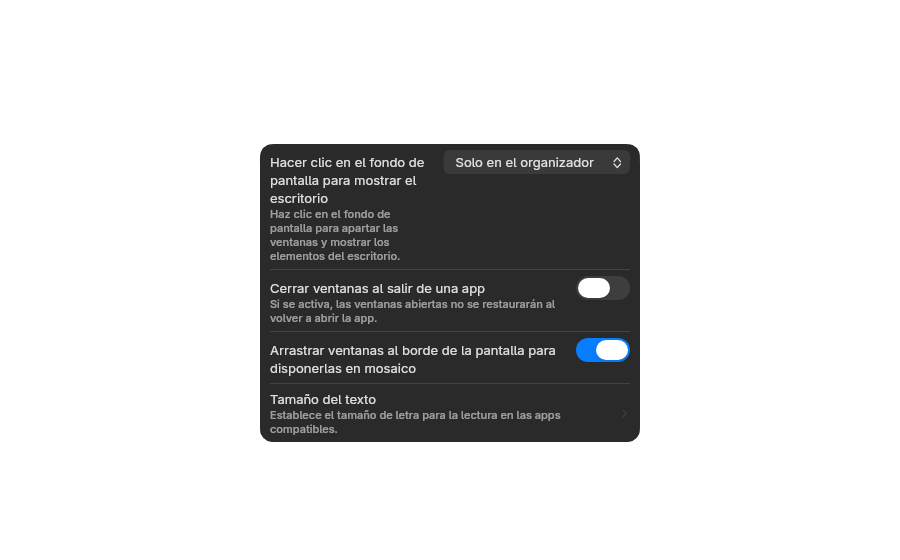 Hacer clic en el fondo de
pantalla para mostrar el
escritorio
Solo en el organizador
Haz clic en el fondo de
pantalla para apartar las
ventanas y mostrar los
elementos del escritorio.
Cerrar ventanas al salir de una app
Si se activa, las ventanas abiertas no se restaurarán al
volver a abrir la app.
Arrastrar ventanas al borde de la pantalla para
disponerlas en mosaico
Tamaño del texto
Establece el tamaño de letra para la lectura en las apps
compatibles.